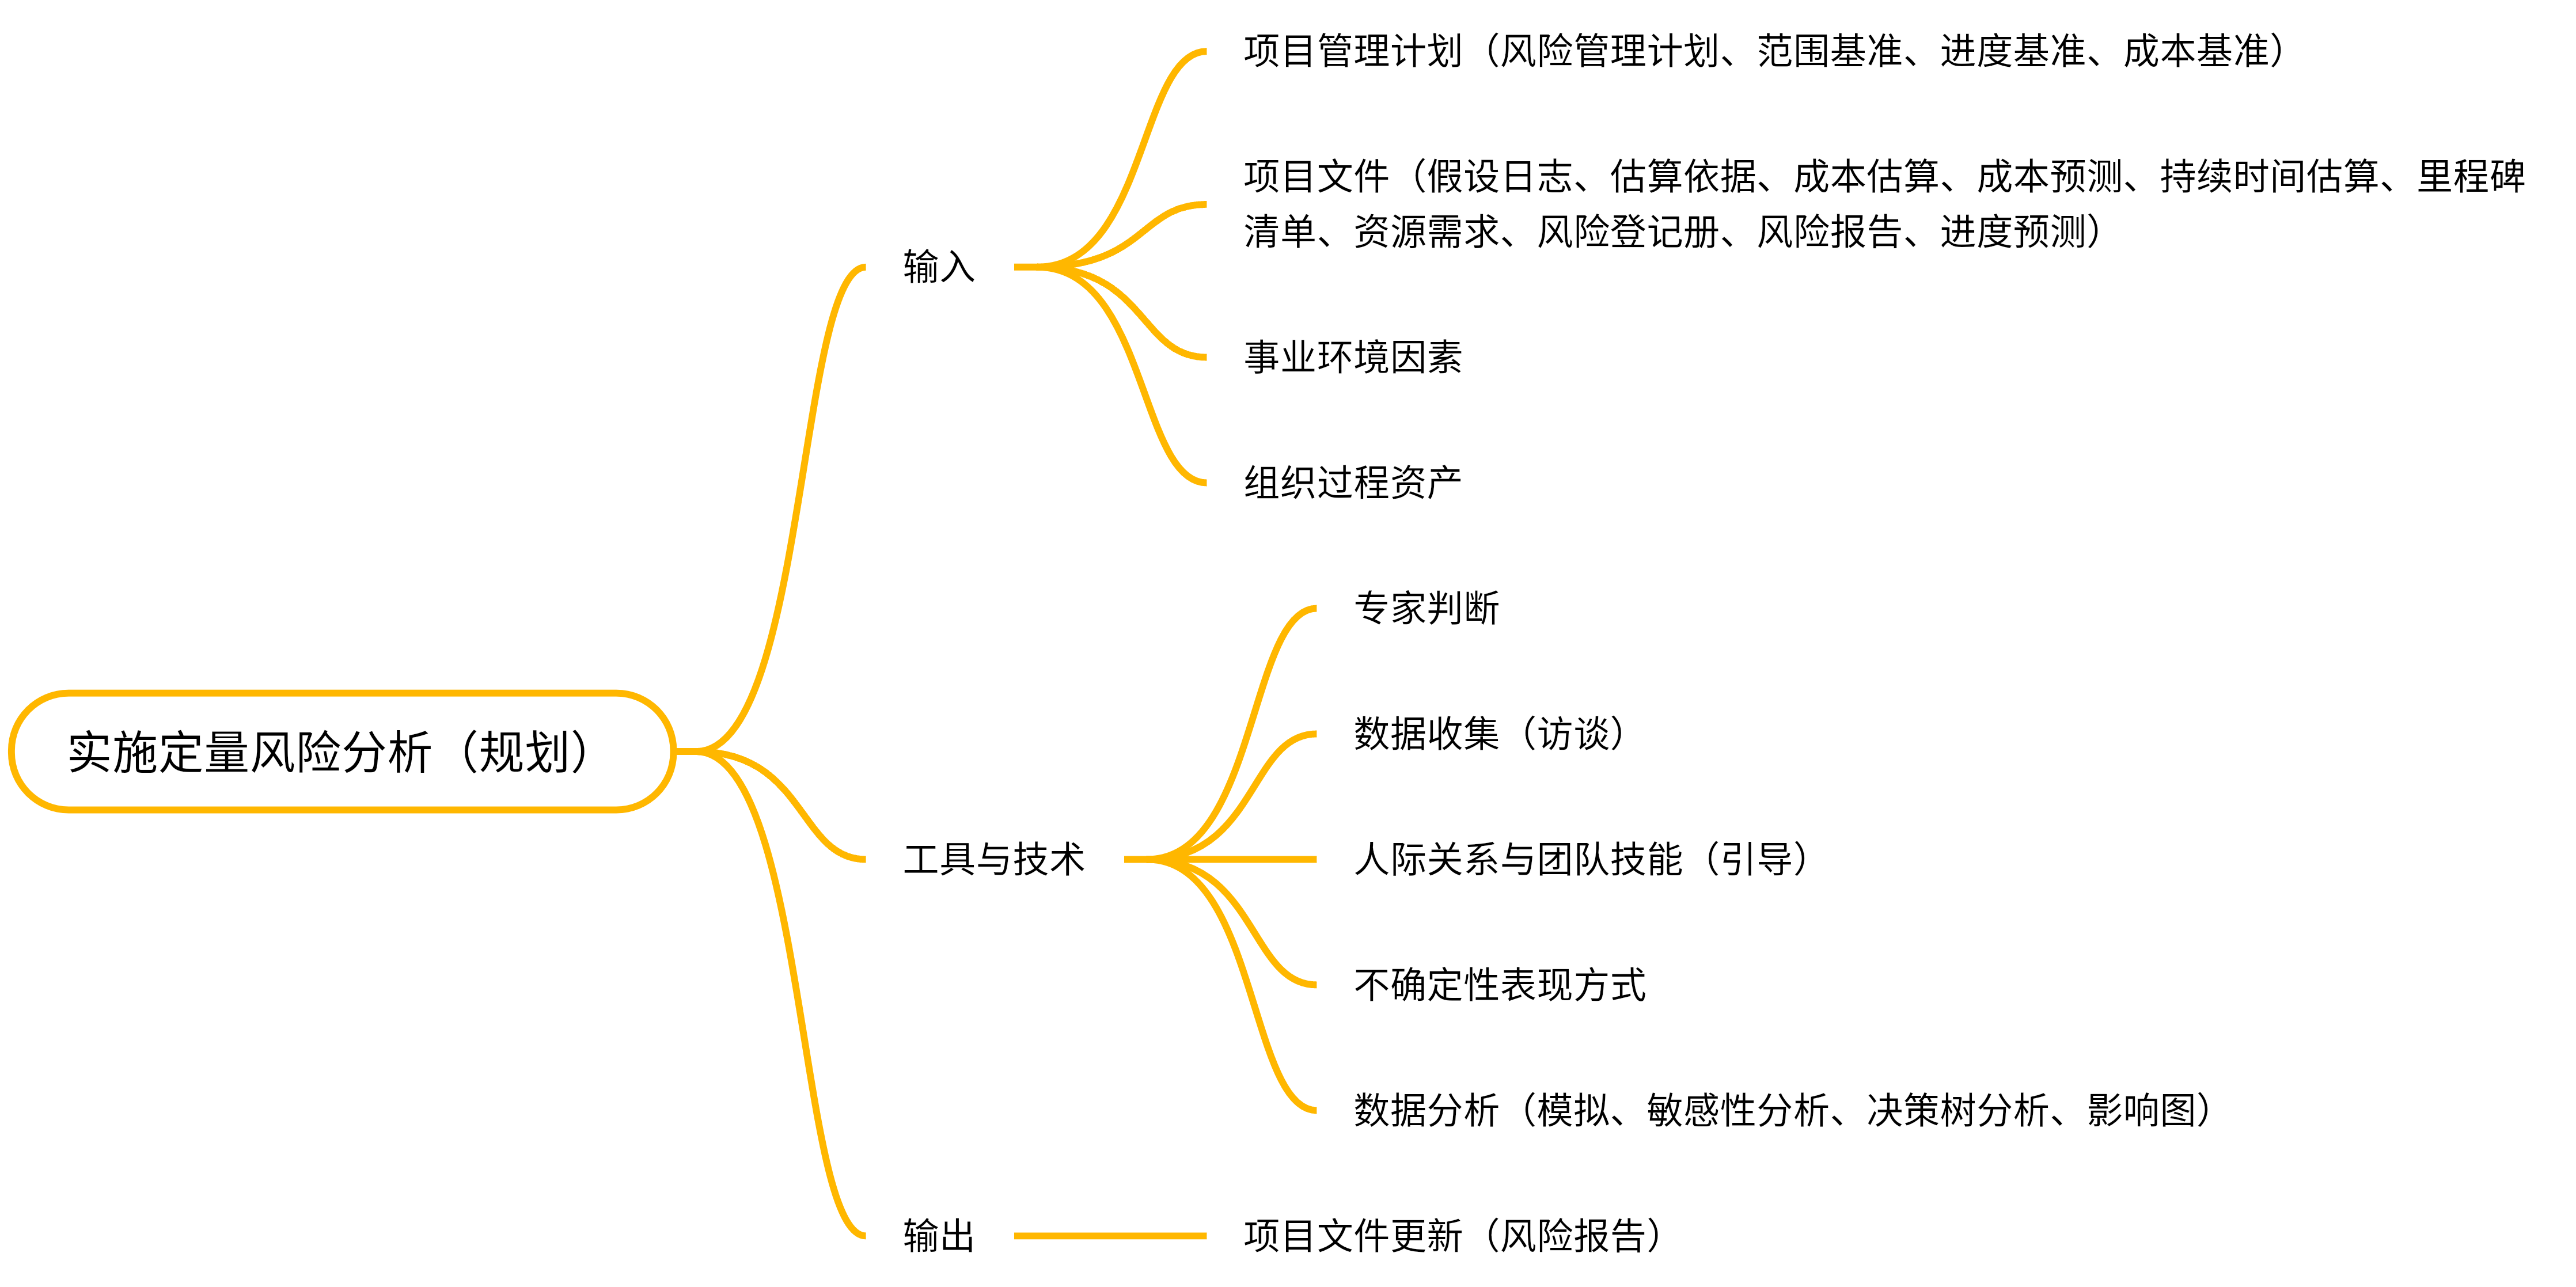 项目管理计划（风险管理计划、范围基准、进度基准、成本基准）
项目文件（假设日志、估算依据、成本估算、成本预测、持续时间估算、里程碑
清单、资源需求、风险登记册、风险报告、进度预测）
输入
事业环境因素
组织过程资产
专家判断
实施定量风险分析（规划）
数据收集（访谈）
工具与技术
人际关系与团队技能（引导）
不确定性表现方式
数据分析（模拟、敏感性分析、决策树分析、影响图）
输出
项目文件更新（风险报告）